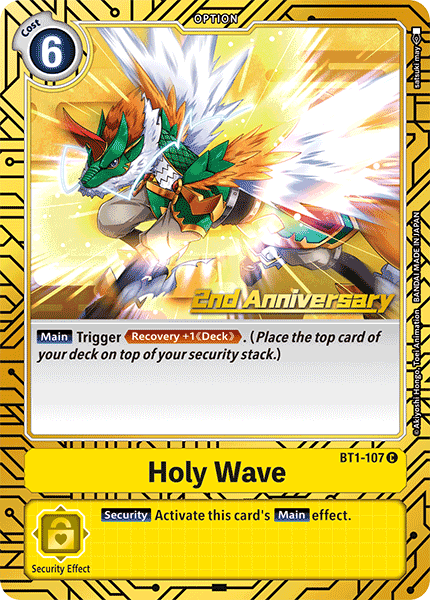 OPTION
Cost
6
satsuki may
2nd Anniversary
Main Trigger Recovery +1《Deck》. (Place the top card of
your deck on top of your security stack.)
©Akiyoshi Hongo, Toei Animation BANDAI MADE IN JAPAN
BT1-107 C
Holy Wave
Security Activate this card's Main effect.
Security Effect